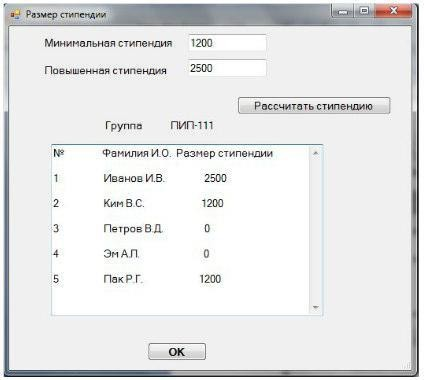 Размер стипендии
Минимальная стипендия 1200
Повышенная стипендия 2500
Рассчитать стипендию
Группа ПИП-111
№ Фамилия И.О. Размер стипендии
1 Иванов И.В. 2500
2 Ким В.С. 1200
3 Петров В.Д. 0
4 Эм А.Л. 0
5 Пак Р.Г. 1200
OK